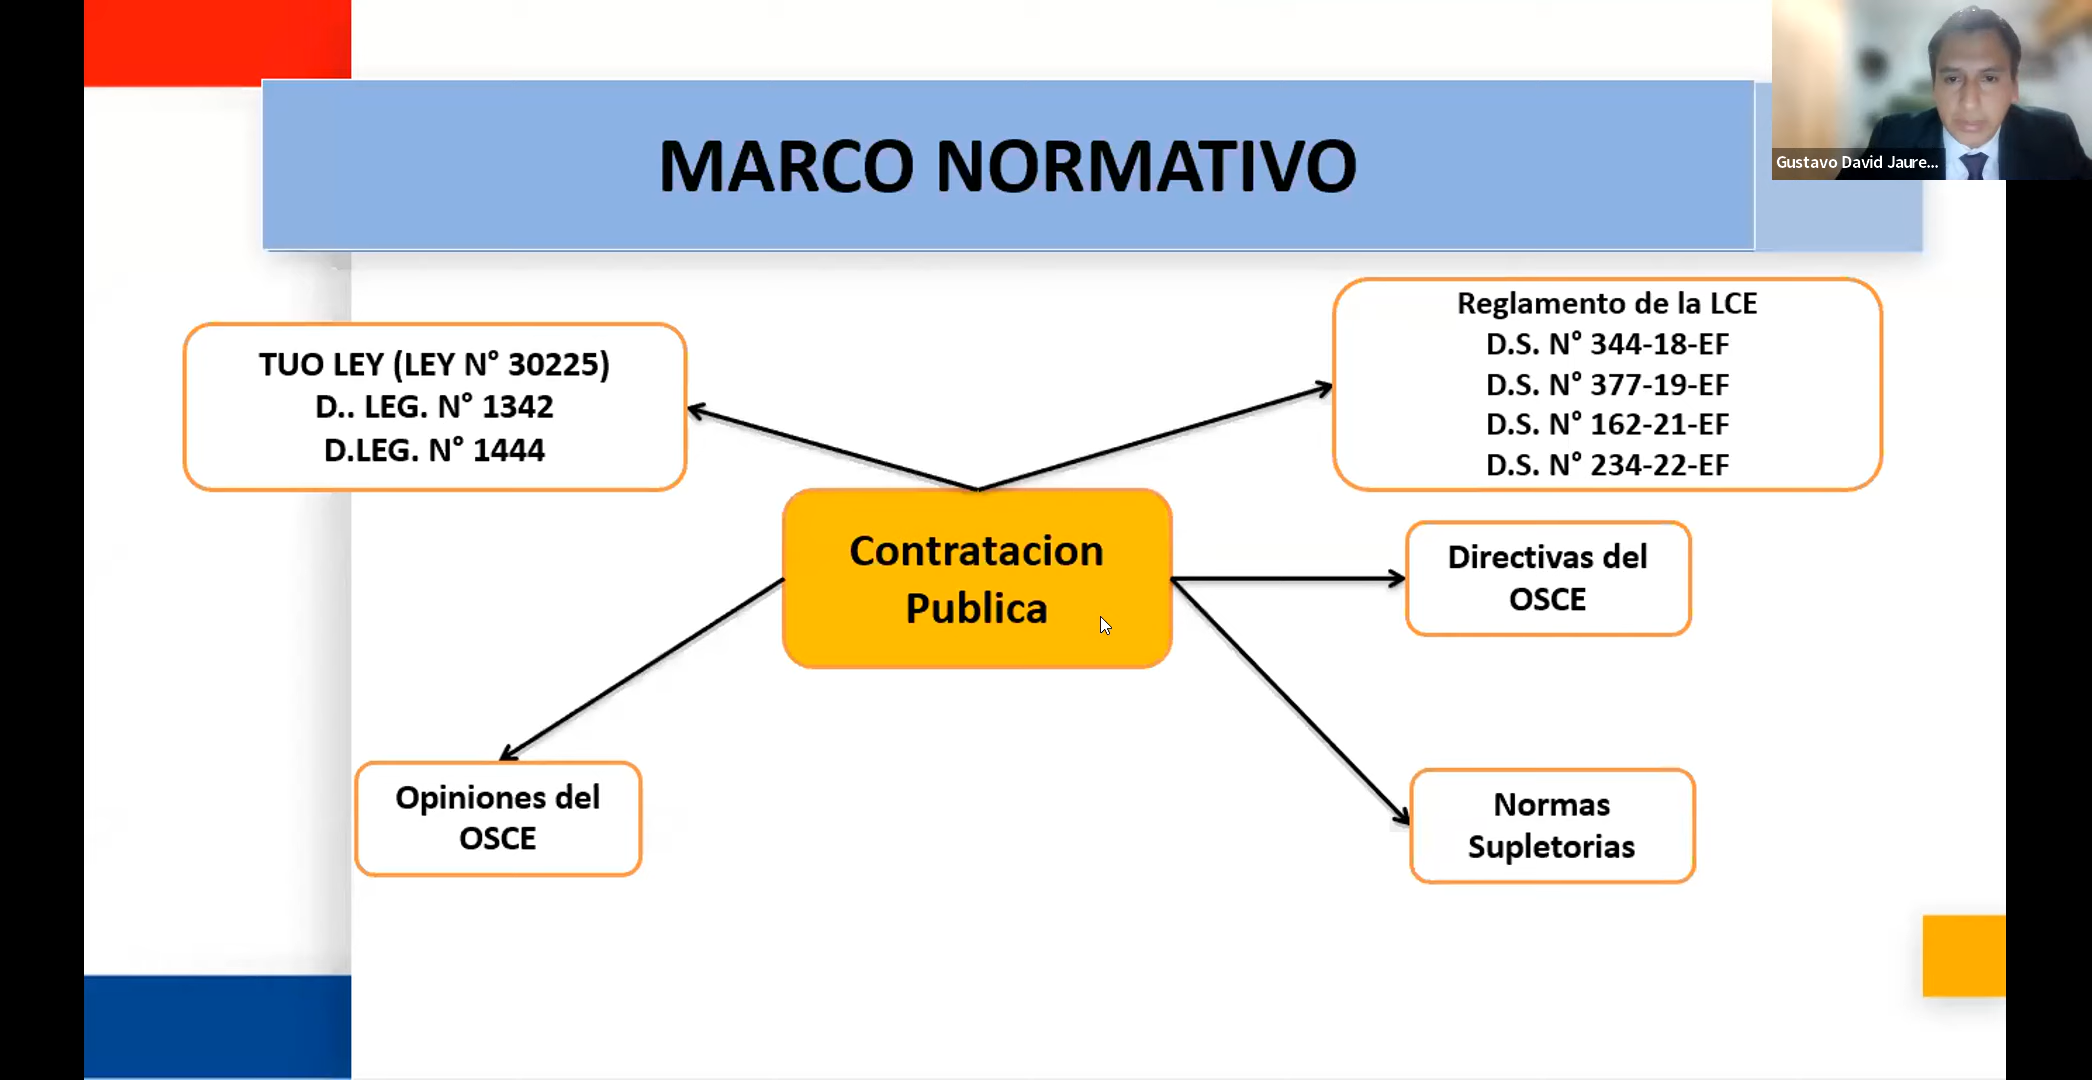 MARCO NORMATIVO
Gustavo David Jaure...
TUO LEY (LEY N° 30225)
D.. LEG. N° 1342
D.LEG. N° 1444
Reglamento de la LCE
D.S. N° 344-18-EF
D.S. N° 377-19-EF
D.S. N° 162-21-EF
D.S. N° 234-22-EF
Contratacion
Publica
Directivas del
OSCE
Opiniones del
OSCE
Normas
Supletorias